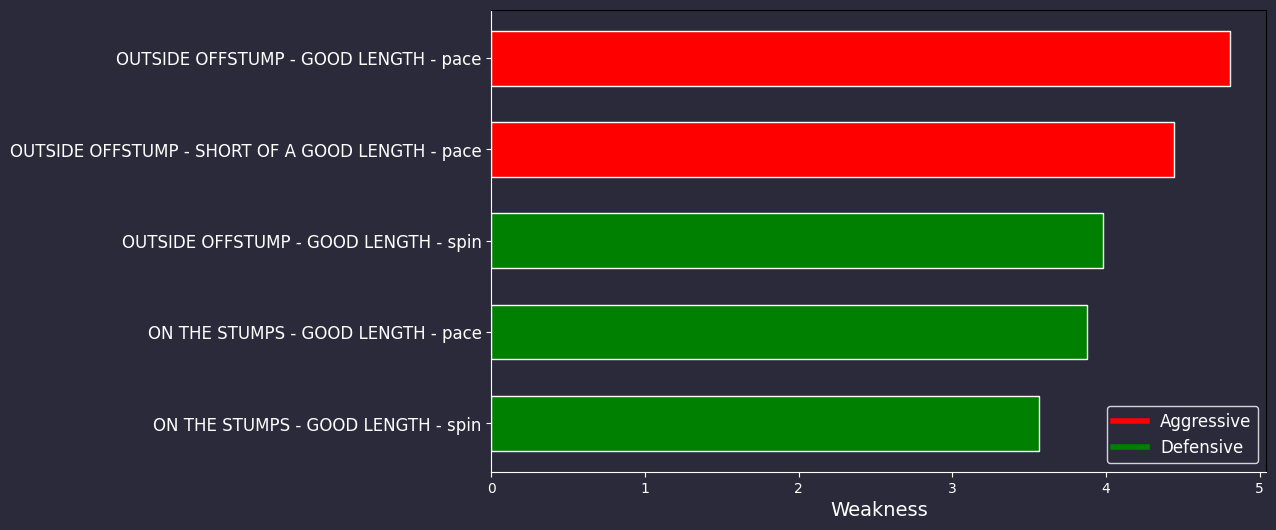 OUTSIDE OFFSTUMP - GOOD LENGTH - pace
OUTSIDE OFFSTUMP - SHORT OF A GOOD LENGTH - pace
OUTSIDE OFFSTUMP - GOOD LENGTH - spin
ON THE STUMPS - GOOD LENGTH - pace
ON THE STUMPS - GOOD LENGTH - spin
Aggressive
Defensive
0 1 2 3 4 5
Weakness